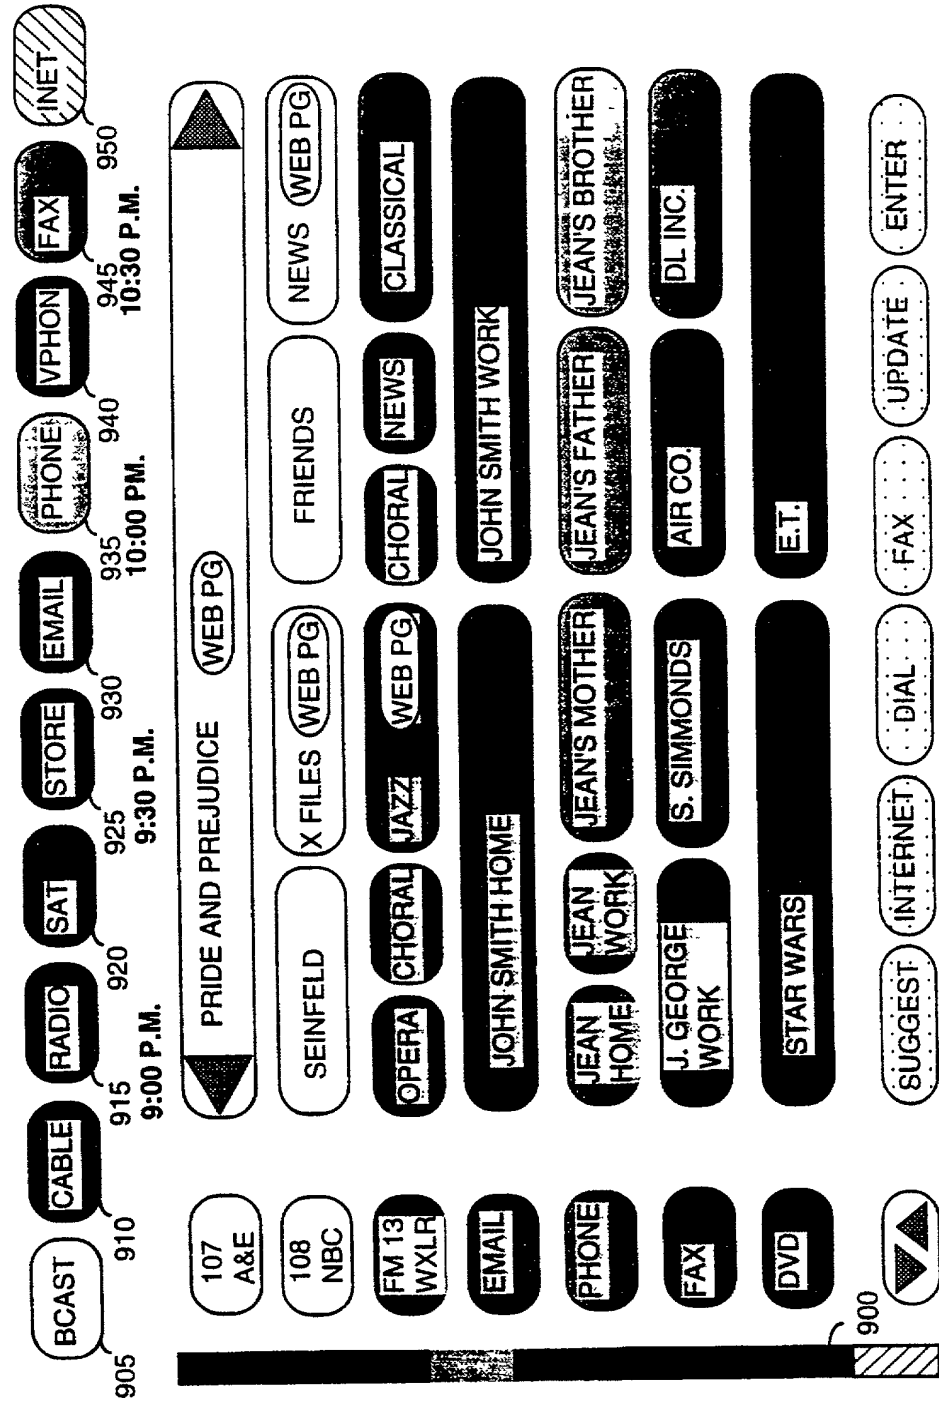 BCAST CABLE RADIO SAT STORE EMAIL PHONE VPHON FAX INET
905 910 915 920 925 930 935 940 945 950
9:00 P.M. 9:30 P.M. 10:00 PM. 10:30 P.M.
107 A&E PRIDE AND PREJUDICE WEB PG
108 NBC SEINFELD X FILES WEB PG FRIENDS NEWS WEB PG
FM 13 WXLR OPERA CHORAL JAZZ WEB PG CHORAL NEWS CLASSICAL
EMAIL JOHN SMITH HOME JOHN SMITH WORK
PHONE JEAN HOME JEAN WORK JEAN'S MOTHER JEAN'S FATHER JEAN'S BROTHER
FAX J. GEORGE WORK S. SIMMONDS AIR CO. DL INC.
DVD STAR WARS E.T.
900
SUGGEST INTERNET DIAL FAX UPDATE ENTER